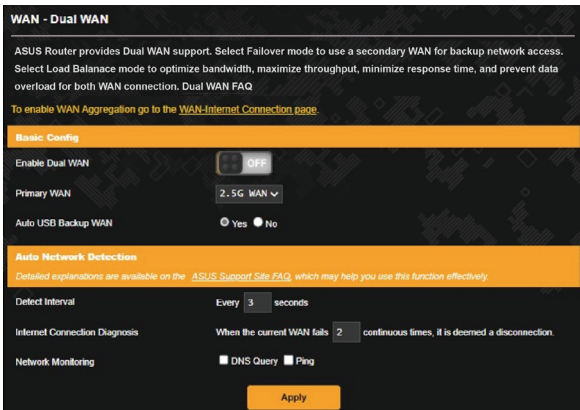 WAN - Dual WAN
ASUS Router provides Dual WAN support. Select Failover mode to use a secondary WAN for backup network access.
Select Load Balanace mode to optimize bandwidth, maximize throughput, minimize response time, and prevent data
overload for both WAN connection. Dual WAN FAQ
To enable WAN Aggregation go to the WAN-Internet Connection page.
Basic Config
Enable Dual WAN OFF
Primary WAN 2.5G WAN
Auto USB Backup WAN Yes No
Auto Network Detection
Detailed explanations are available on the ASUS Support Site FAQ, which may help you use this function effectively.
Detect Interval Every 3 seconds
Internet Connection Diagnosis When the current WAN fails 2 continuous times, it is deemed a disconnection.
Network Monitoring DNS Query Ping
Apply